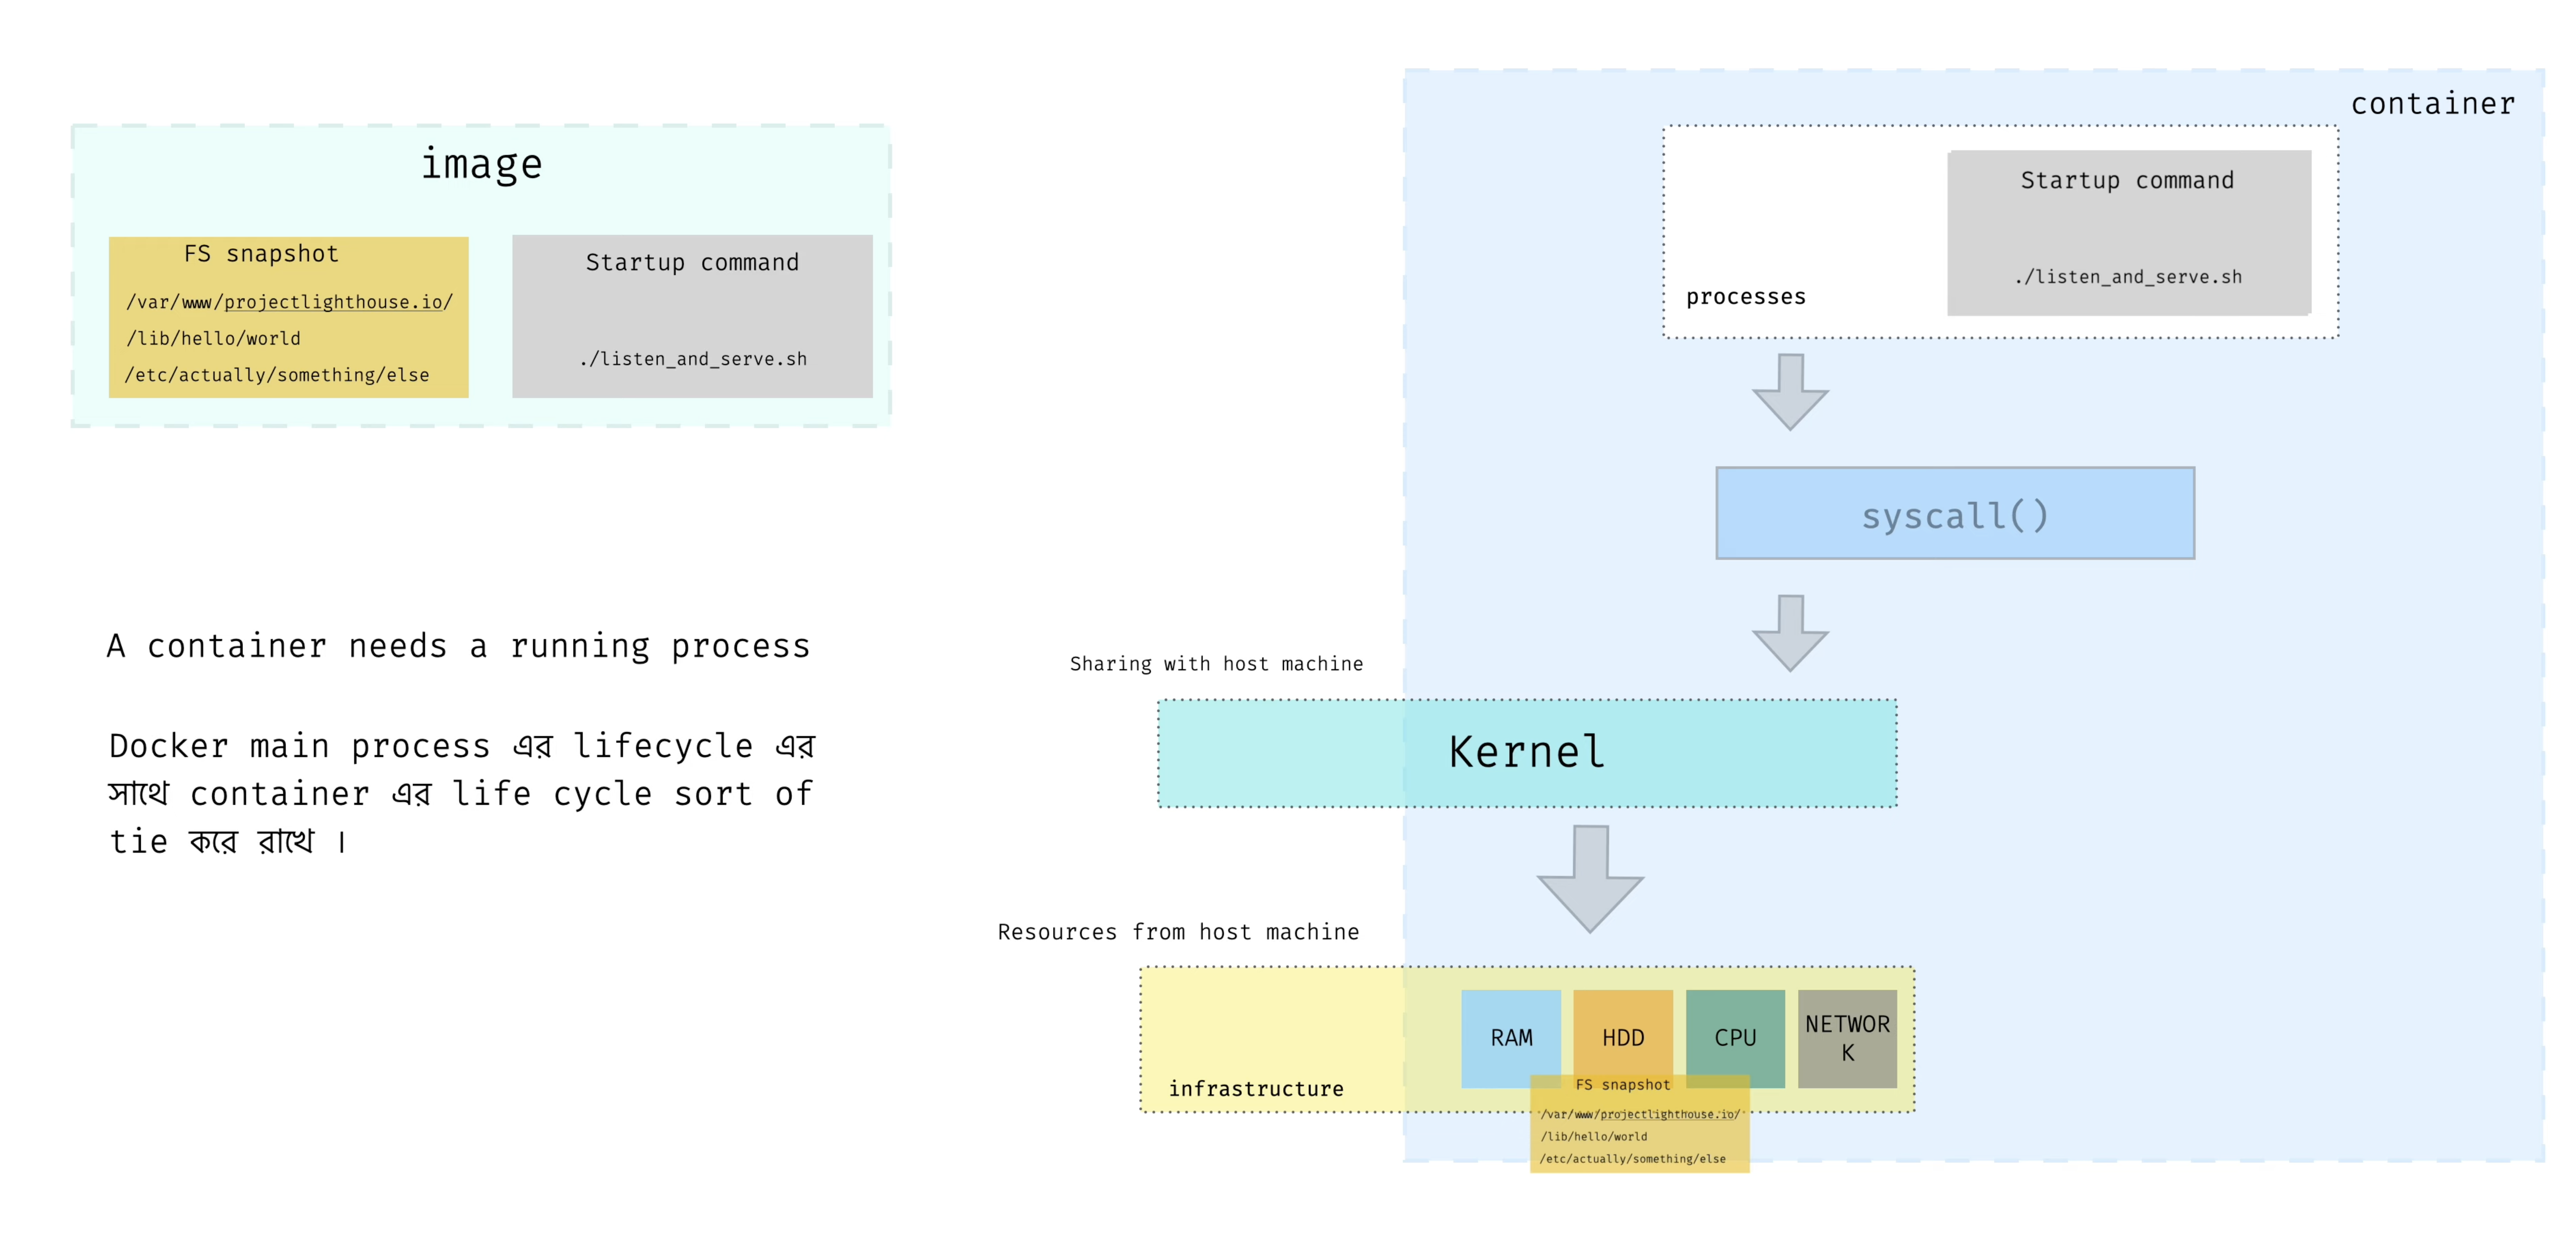 image
FS snapshot
/var/www/projectlighthouse.io/
/lib/hello/world
/etc/actually/something/else
Startup command
./listen_and_serve.sh
A container needs a running process
Docker main process এর lifecycle এর
সাথে container এর life cycle sort of
tie করে রাখে ।
container
Startup command
./listen_and_serve.sh
processes
syscall()
Sharing with host machine
Kernel
Resources from host machine
RAM
HDD
CPU
NETWOR
K
infrastructure
FS snapshot
/var/www/projectlighthouse.io/
/lib/hello/world
/etc/actually/something/else